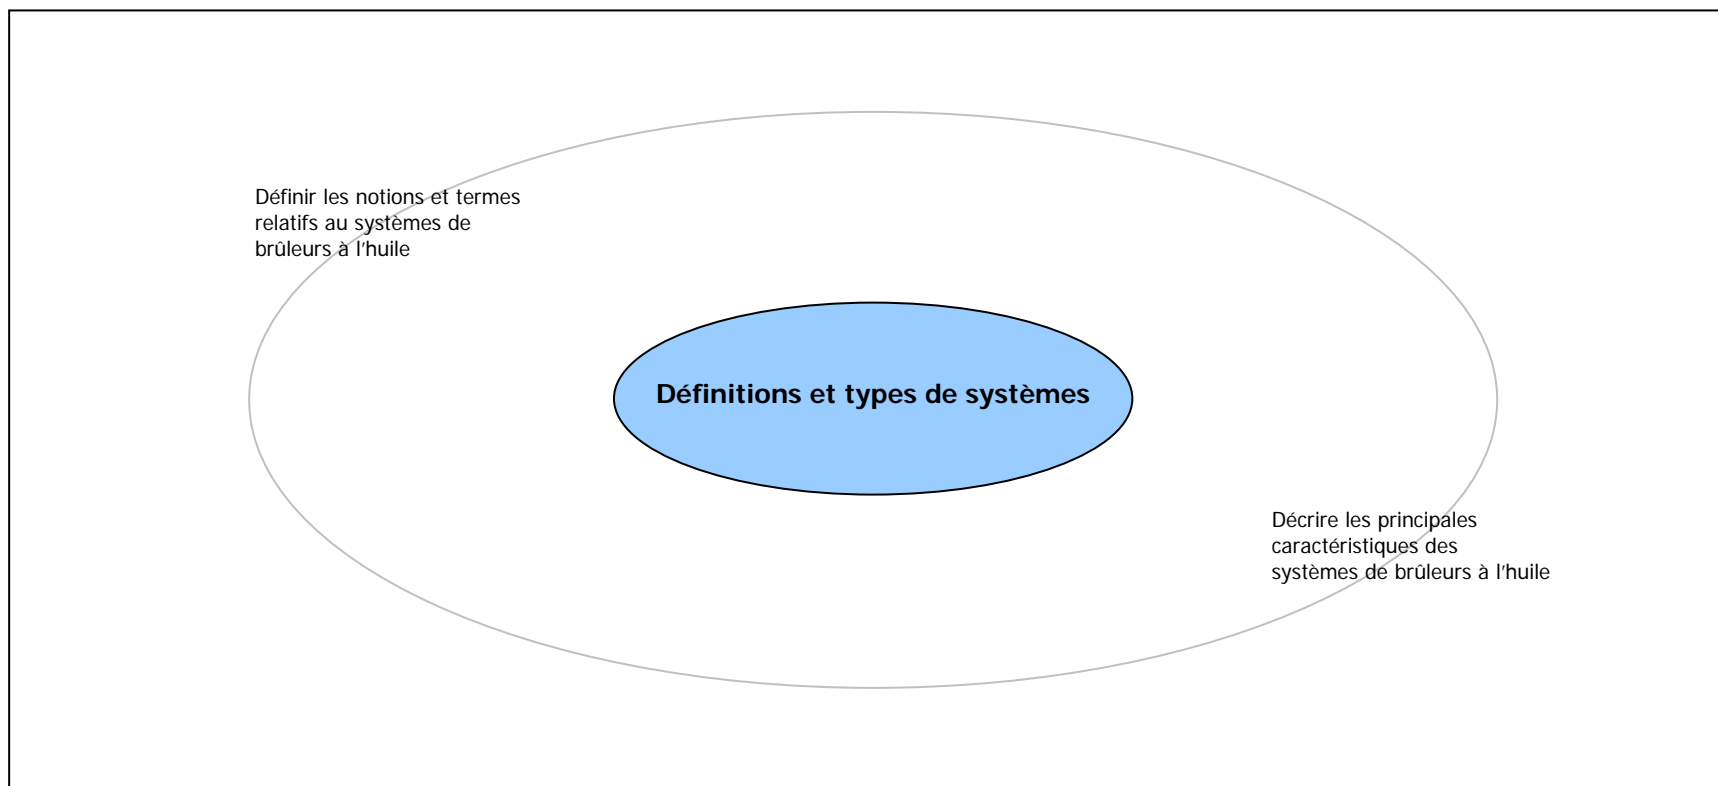 Définir les notions et termes
relatifs au systèmes de
brûleurs à l'huile
Définitions et types de systèmes
Décrire les principales
caractéristiques des
systèmes de brûleurs à l'huile